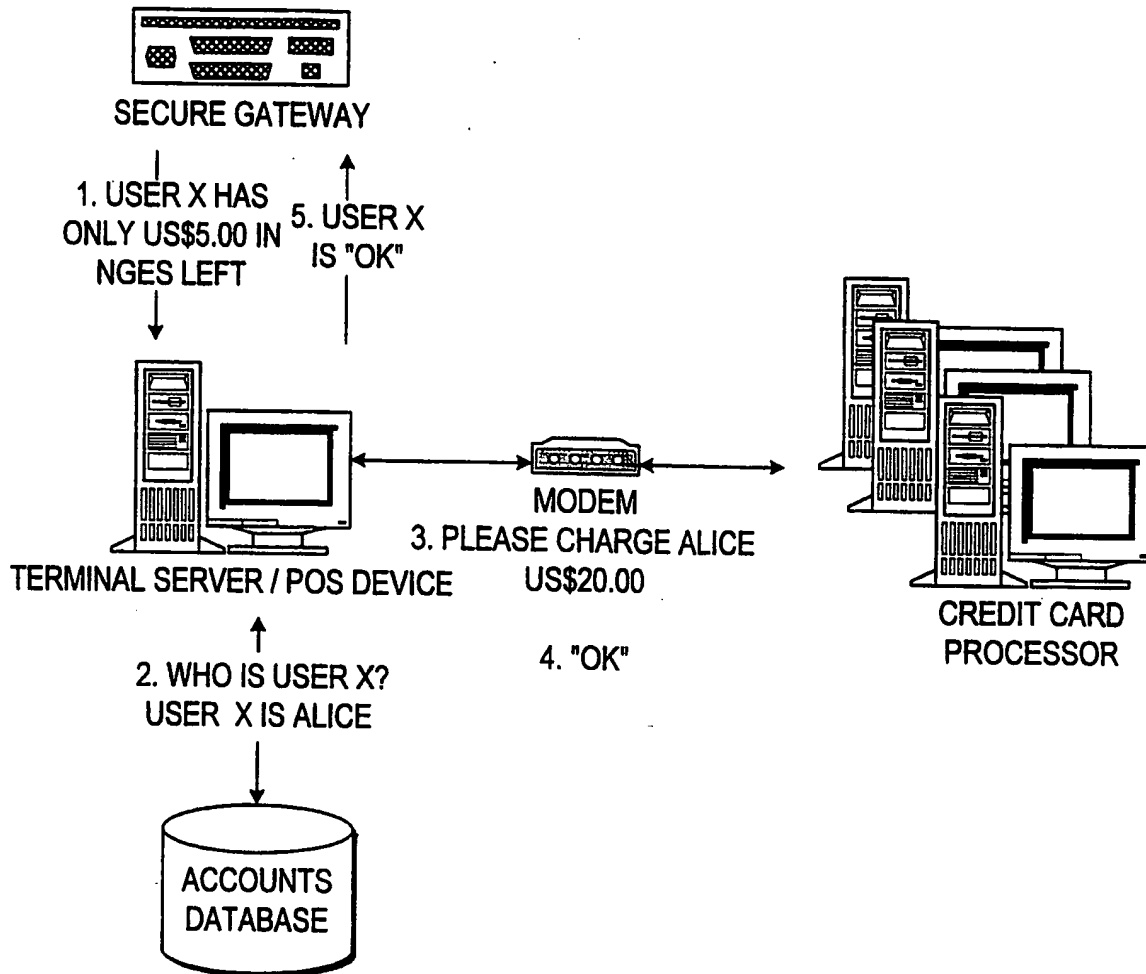 SECURE GATEWAY
1. USER X HAS
ONLY US$5.00 IN
NGES LEFT
5. USER X
IS "OK"
MODEM
3. PLEASE CHARGE ALICE
US$20.00
TERMINAL SERVER / POS DEVICE
CREDIT CARD
PROCESSOR
4. "OK"
2. WHO IS USER X?
USER X IS ALICE
ACCOUNTS
DATABASE